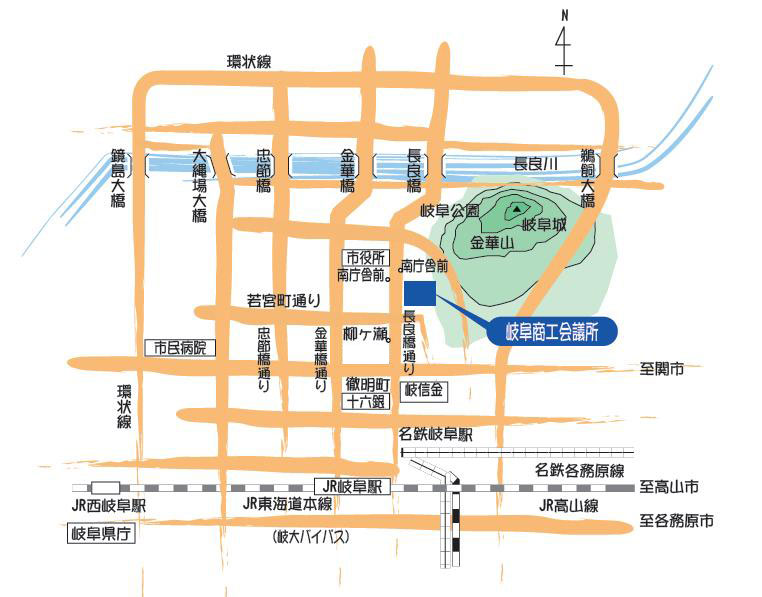 N
環状線
鏡島大橋
大縄場大橋
忠節橋
金華橋
長良橋
長良川
鵜飼大橋
岐阜公園
岐阜城
金華山
市役所
南庁舎前
南庁舎前
若宮町通り
岐阜商工会議所
市民病院
忠節橋通り
金華橋通り
柳ヶ瀬
長良橋通り
至関市
環状線
徹明町
十六銀
岐信金
名鉄岐阜駅
名鉄各務原線
JR岐阜駅
至高山市
JR西岐阜駅
JR東海道本線
JR高山線
岐阜県庁
(岐大バイパス)
至各務原市